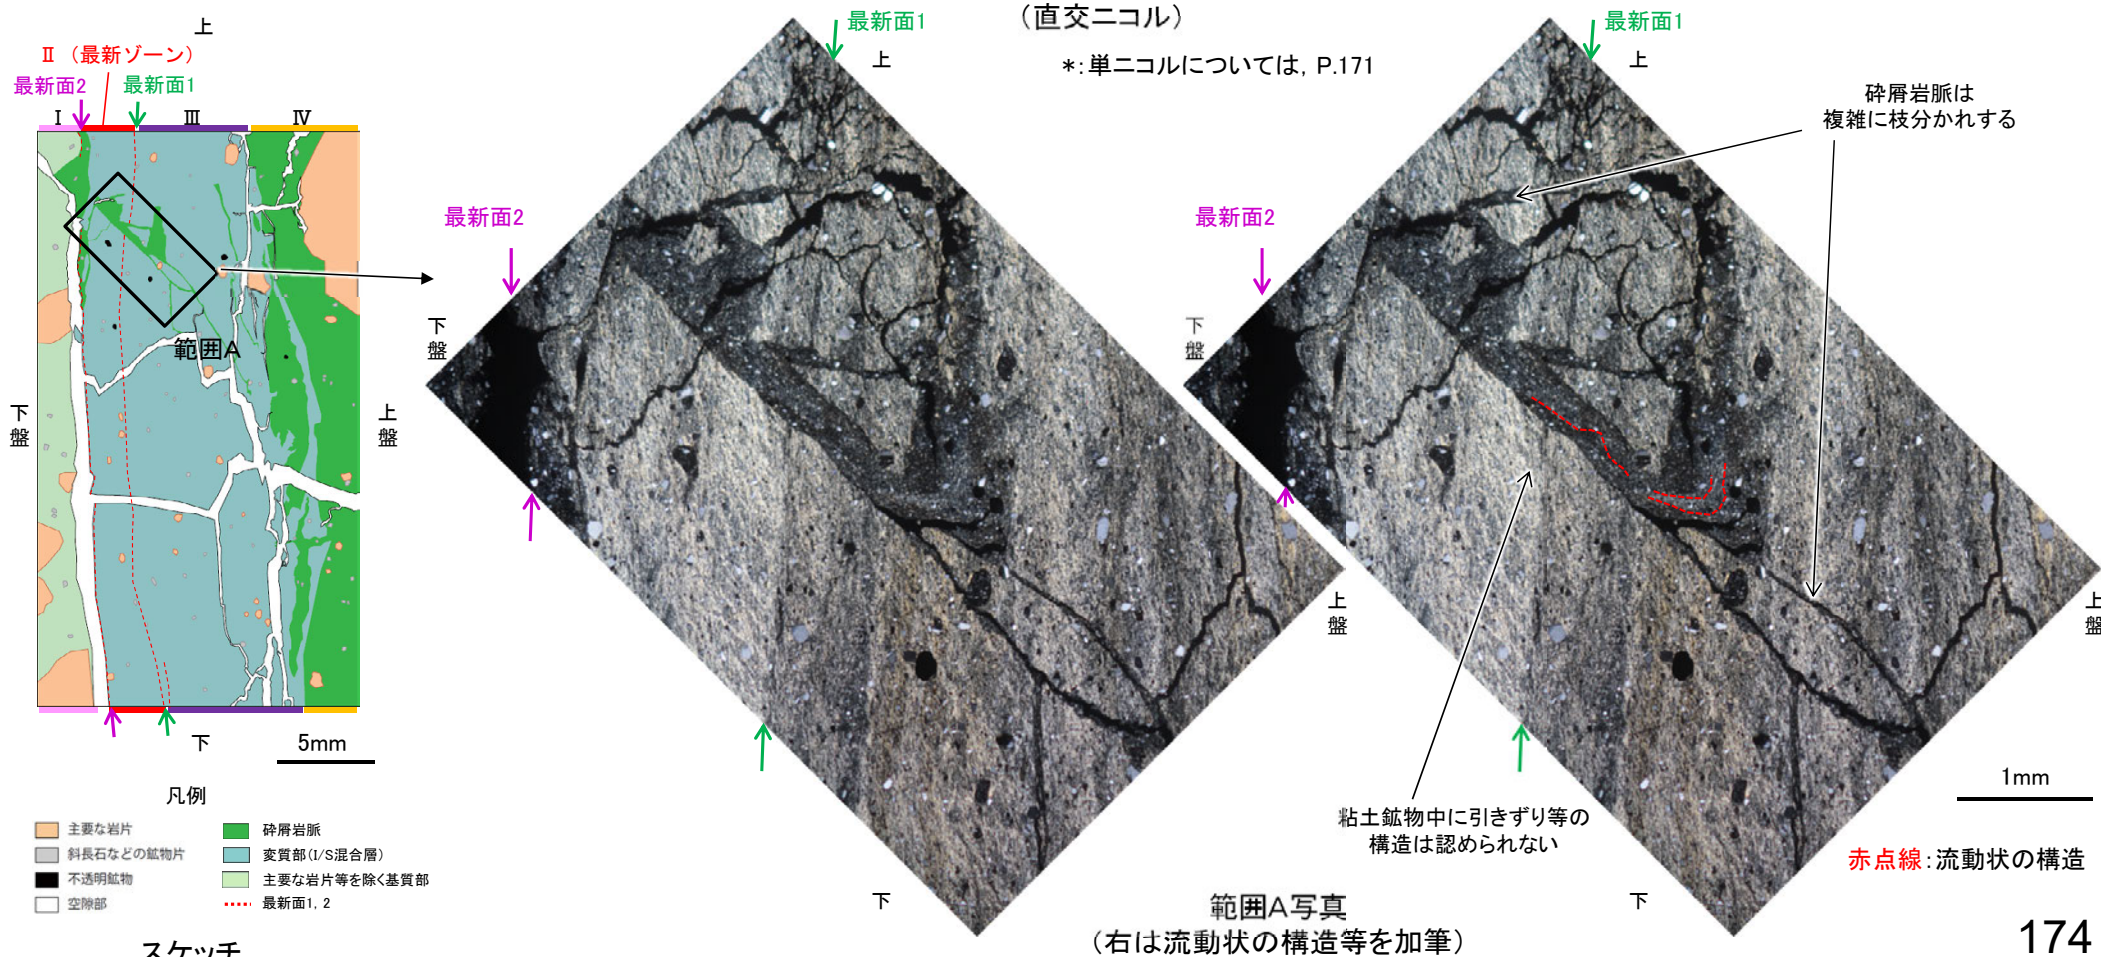 (直交ニコル)
*:単ニコルについては, P.171
上
Ⅱ (最新ゾーン)
最新面2
最新面1
Ⅰ
Ⅲ
Ⅳ
範囲A
下盤
上盤
下
5mm
凡例
主要な岩片
斜長石などの鉱物片
不透明鉱物
空隙部
砕屑岩脈
変質部(I/S混合層)
主要な岩片等を除く基質部
最新面1, 2
スケッチ
最新面1
上
最新面2
下盤
上盤
下
最新面1
上
最新面2
下盤
上盤
下
砕屑岩脈は
複雑に枝分かれする
粘土鉱物中に引きずり等の
構造は認められない
1mm
赤点線:流動状の構造
範囲A写真
(右は流動状の構造等を加筆)
174